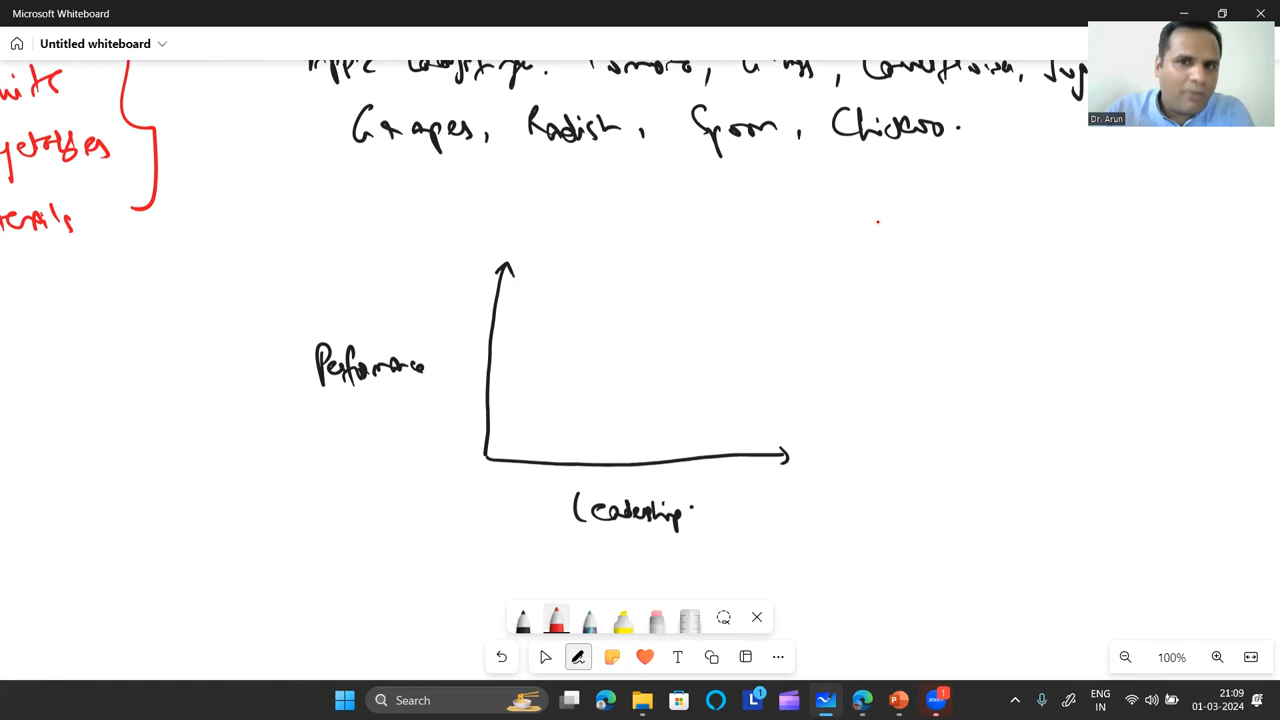 Microsoft Whiteboard
Untitled whiteboard
Dr. Arun
Grapes, Radish, Spoon, Chickoo.
Performance
Leadership.
100%
Search
ENG
IN
21:09
01-03-2024